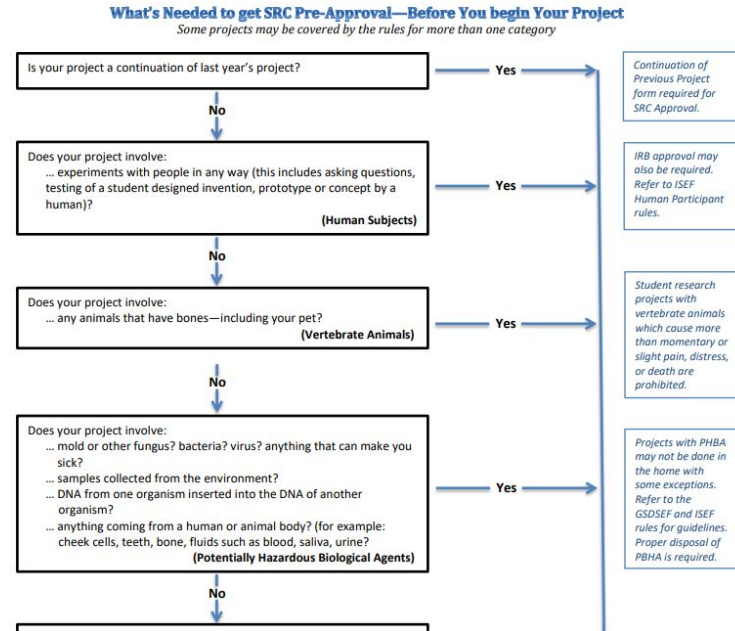 What's Needed to get SRC Pre-Approval—Before You begin Your Project
Some projects may be covered by the rules for more than one category
Is your project a continuation of last year's project?
Yes
Continuation of
Previous Project
form required for
SRC Approval.
No
Does your project involve:
... experiments with people in any way (this includes asking questions,
testing of a student designed invention, prototype or concept by a
human)?
(Human Subjects)
Yes
IRB approval may
also be required.
Refer to ISEF
Human Participant
rules.
No
Does your project involve:
... any animals that have bones—including your pet?
(Vertebrate Animals)
Yes
Student research
projects with
vertebrate animals
which cause more
than momentary or
slight pain, distress,
or death are
prohibited.
No
Does your project involve:
... mold or other fungus? bacteria? virus? anything that can make you
sick?
... samples collected from the environment?
... DNA from one organism inserted into the DNA of another
organism?
... anything coming from a human or animal body? (for example:
cheek cells, teeth, bone, fluids such as blood, saliva, urine?
(Potentially Hazardous Biological Agents)
Yes
Projects with PHBA
may not be done in
the home with
some exceptions.
Refer to the
GSDSEF and ISEF
rules for guidelines.
Proper disposal of
PBHA is required.
No